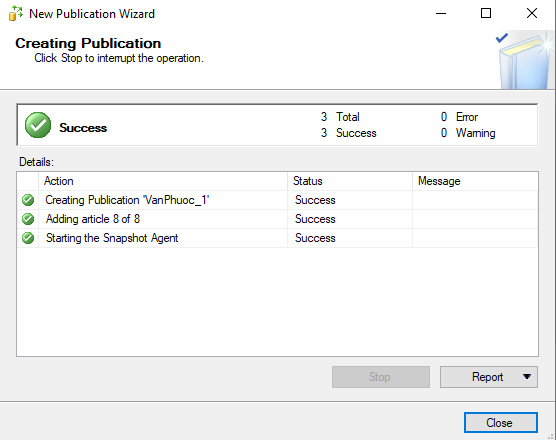 New Publication Wizard
Creating Publication
Click Stop to interrupt the operation.
Success
3 Total 0 Error
3 Success 0 Warning
Details:
Action Status Message
Creating Publication 'VanPhuoc_1' Success
Adding article 8 of 8 Success
Starting the Snapshot Agent Success
Stop Report
Close